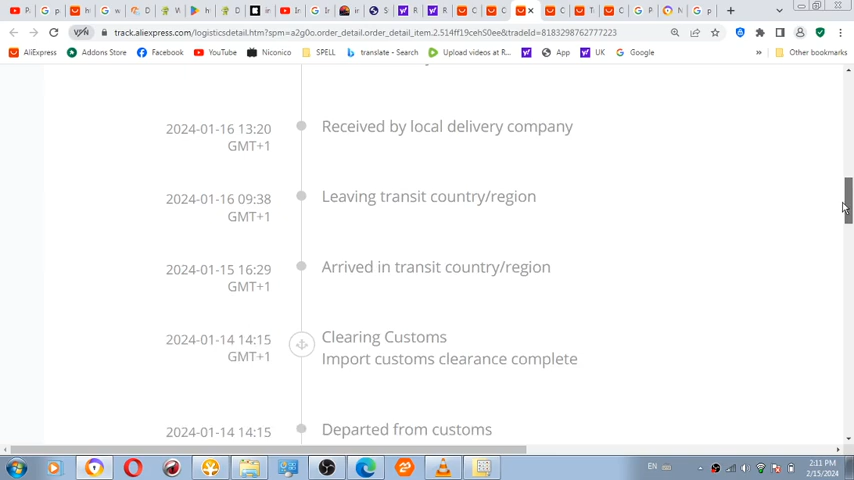 track.aliexpress.com/logisticsdetail.htm?spm=a2g0o.order_detail.order_detail_item.2.514ff19cehS0ee&tradeId=8183298762777223
AliExpress
Addons Store
Facebook
YouTube
Niconico
SPELL
translate - Search
Upload videos r...
App
UK
Google
»
Other bookmarks
2024-01-16 13:20
GMT+1
Received by local delivery company
2024-01-16 09:38
GMT+1
Leaving transit country/region
2024-01-15 16:29
GMT+1
Arrived in transit country/region
2024-01-14 14:15
GMT+1
Clearing Customs
Import customs clearance complete
2024-01-14 14:15
Departed from customs
EN
2:11 PM
2/15/2024